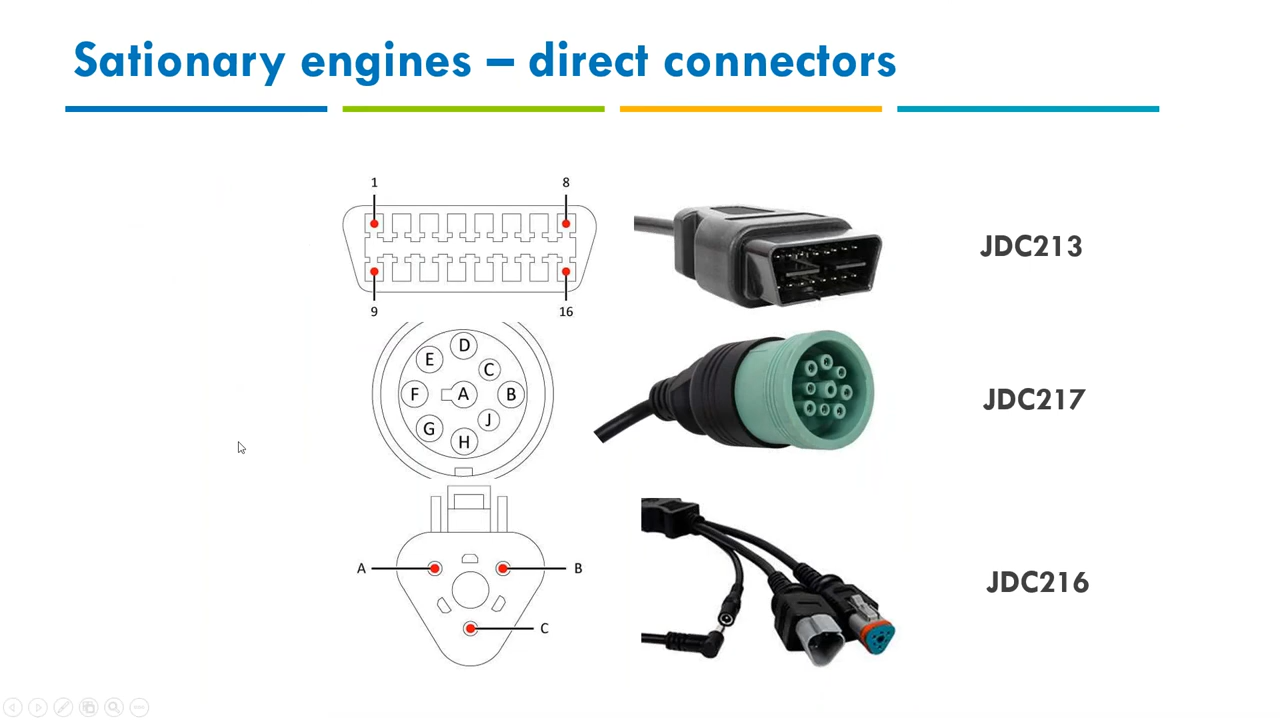 Sationary engines – direct connectors
1 8
9 16
JDC213
D
E
C
F
A
B
G
J
H
JDC217
A B
C
JDC216